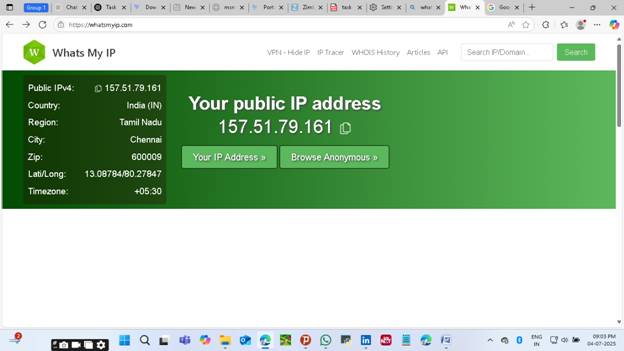 Group 1
Chat
Task
Dow
New
msn
Port
Zimi
task
Setti
what
Wha
Goo
https://whatsmyip.com
W Whats My IP
VPN - Hide IP IP Tracer WHOIS History Articles API
Search IP/Domain...
Search
Public IPv4: 157.51.79.161
Country: India (IN)
Region: Tamil Nadu
City: Chennai
Zip: 600009
Lati/Long: 13.08784/80.27847
Timezone: +05:30
Your public IP address
157.51.79.161
Your IP Address »
Browse Anonymous »
2
ENG
IN
09:03 PM
04-07-2025